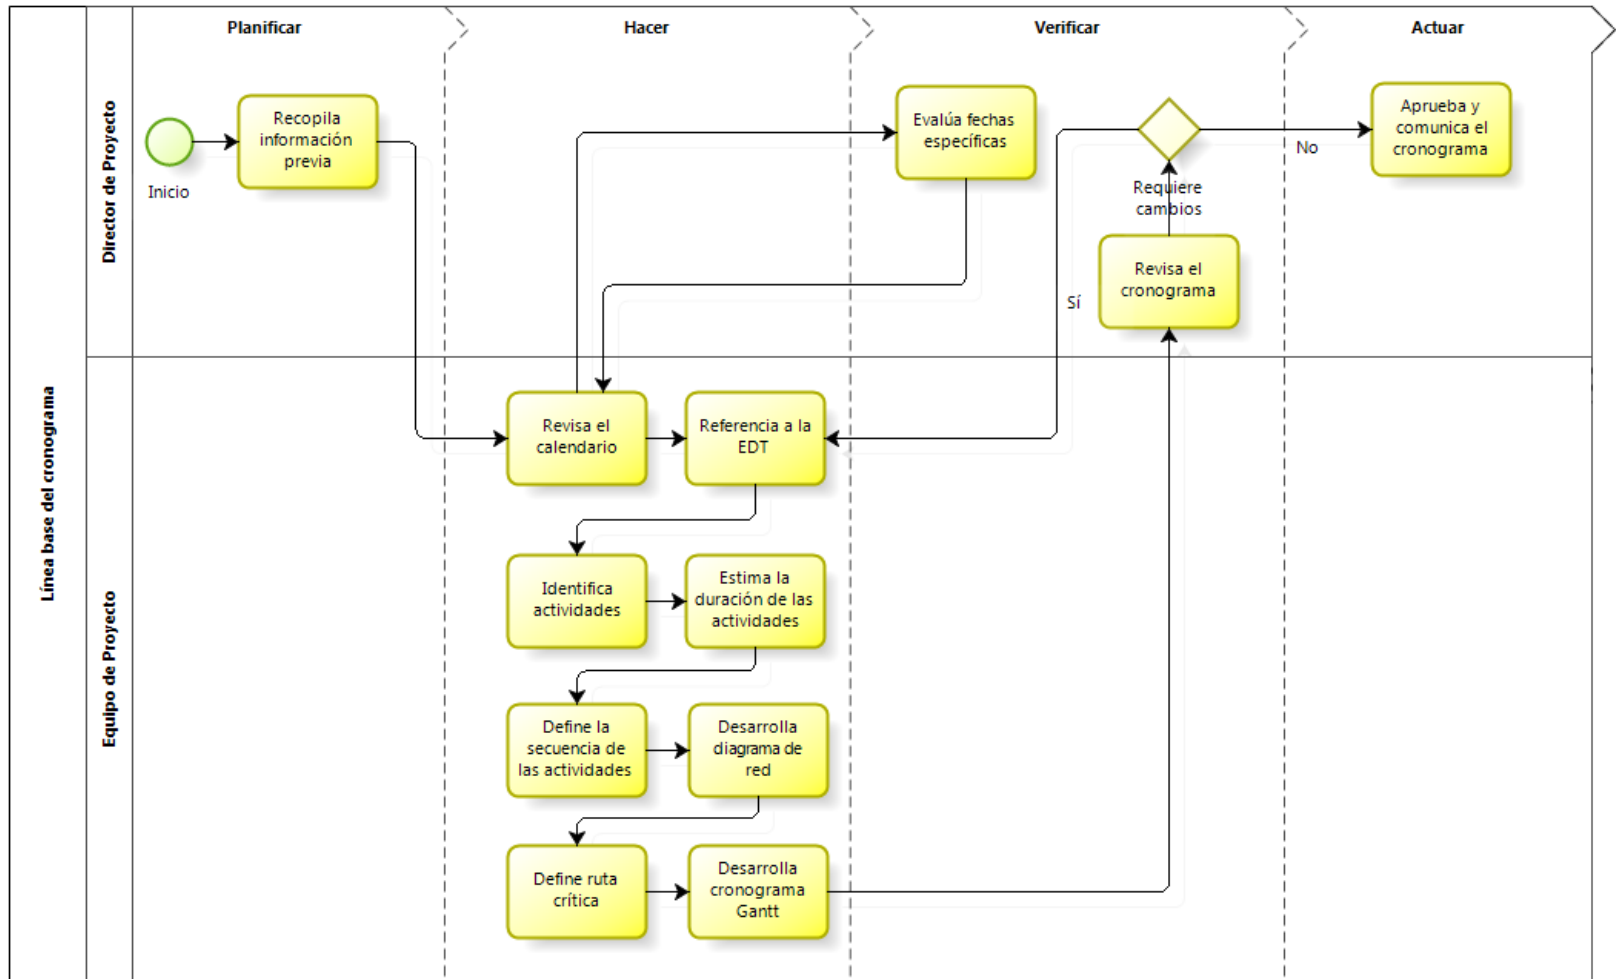 Planificar
Hacer
Verificar
Actuar
Línea base del cronograma
Director de Proyecto
Equipo de Proyecto
Inicio
Recopila
información
previa
Evalúa fechas
específicas
Requiere
cambios
No
Sí
Aprueba y
comunica el
cronograma
Revisa el
cronograma
Revisa el
calendario
Referencia a la
EDT
Identifica
actividades
Estima la
duración de las
actividades
Define la
secuencia de
las actividades
Desarrolla
diagrama de
red
Define ruta
crítica
Desarrolla
cronograma
Gantt